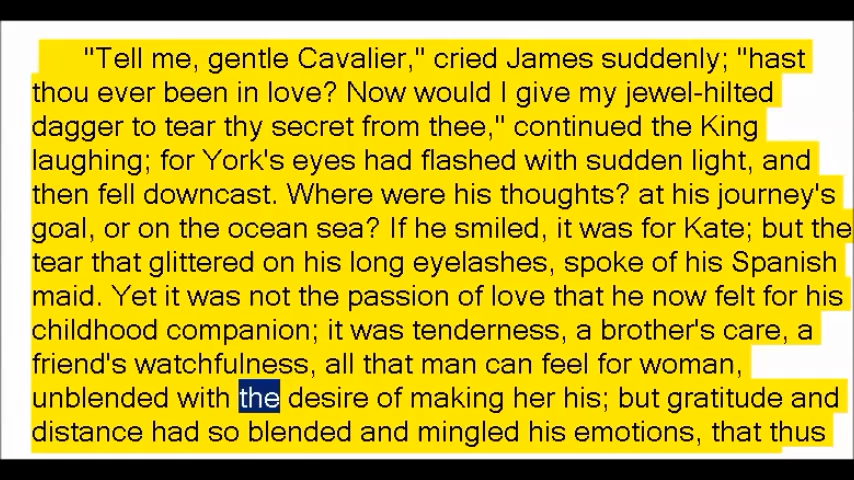 "Tell me, gentle Cavalier," cried James suddenly; "hast
thou ever been in love? Now would I give my jewel-hilted
dagger to tear thy secret from thee," continued the King
laughing; for York's eyes had flashed with sudden light, and
then fell downcast. Where were his thoughts? at his journey's
goal, or on the ocean sea? If he smiled, it was for Kate; but the
tear that glittered on his long eyelashes, spoke of his Spanish
maid. Yet it was not the passion of love that he now felt for his
childhood companion; it was tenderness, a brother's care, a
friend's watchfulness, all that man can feel for woman,
unblended with the desire of making her his; but gratitude and
distance had so blended and mingled his emotions, that thus